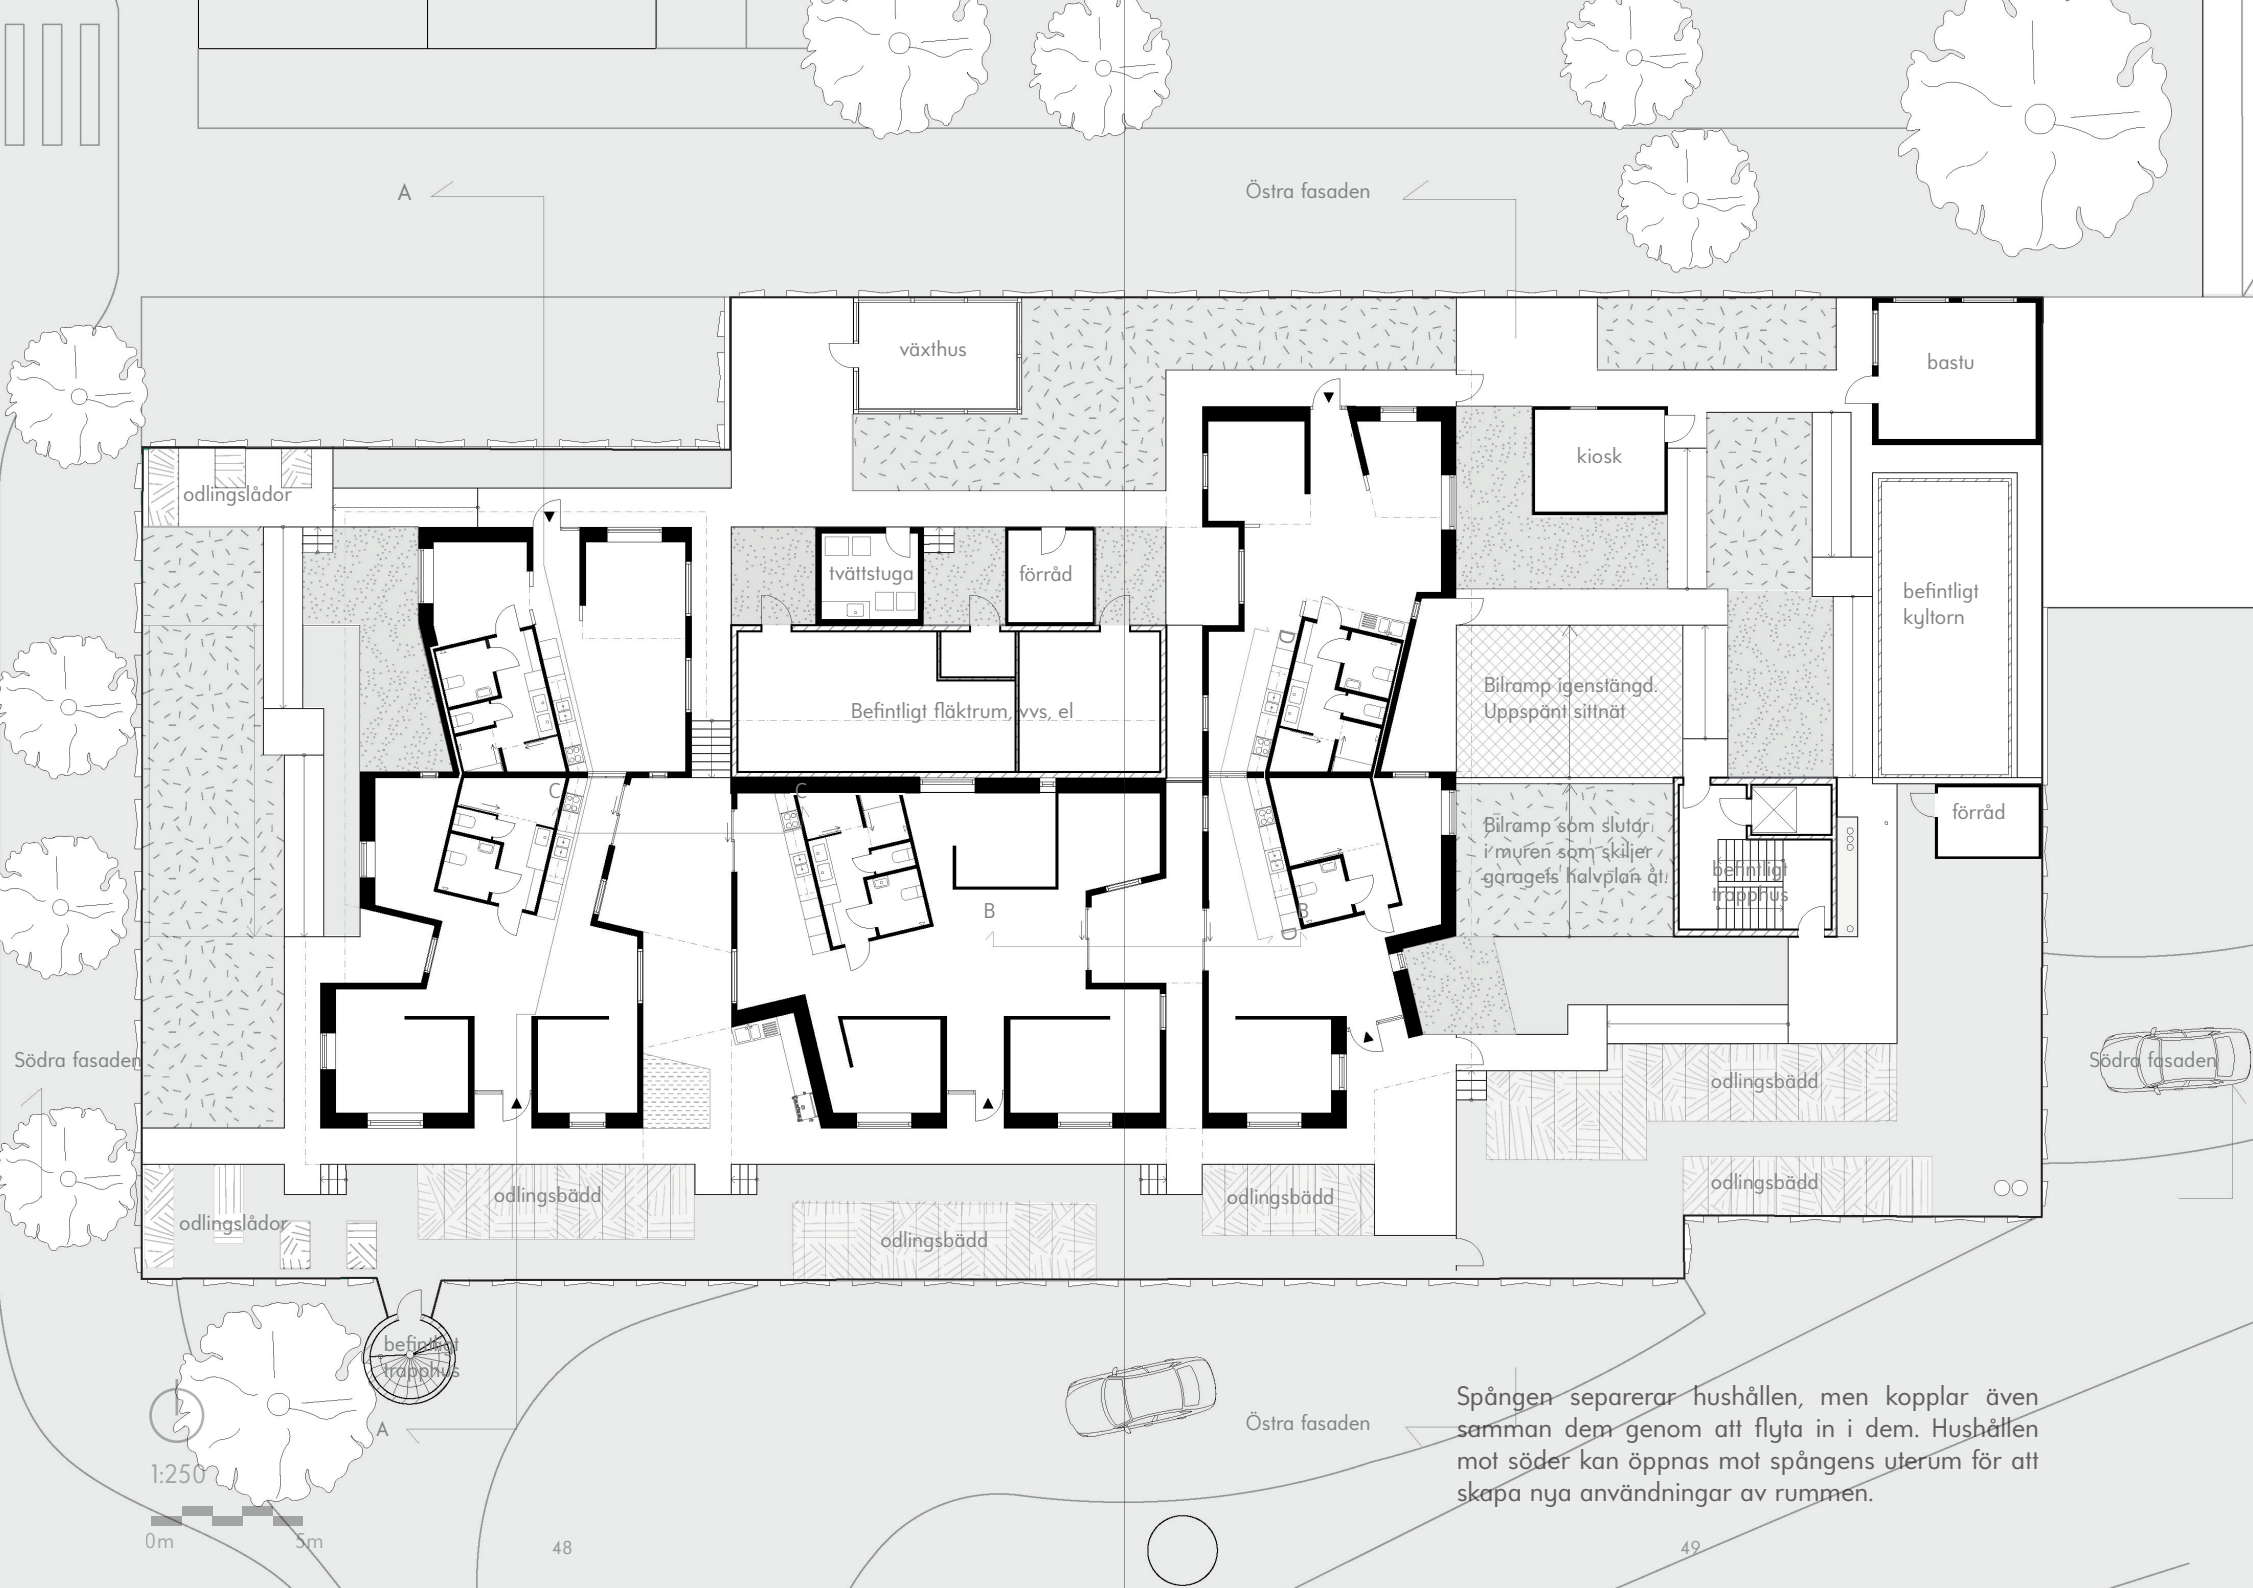 A
Östra fasaden
växthus
bastu
kiosk
odlingslådor
tvättstuga
förråd
befintligt
kyltorn
Bilramp igenstängd.
Uppspänt sittnät
Befintligt fläktrum, vvs, el
D
C
C
förråd
Bilramp som slutar
i muren som skiljer
garagets halvplan åt.
befintligt
trapphus
B
B
D
Södra fasaden
Södra fasaden
odlingsbädd
odlingsbädd
odlingsbädd
odlingsbädd
odlingslådor
odlingsbädd
befintligt
trapphus
A
Östra fasaden
Spången separerar hushållen, men kopplar även
samman dem genom att flyta in i dem. Hushållen
mot söder kan öppnas mot spångens uterum för att
skapa nya användningar av rummen.
1:250
0m
5m
48
49